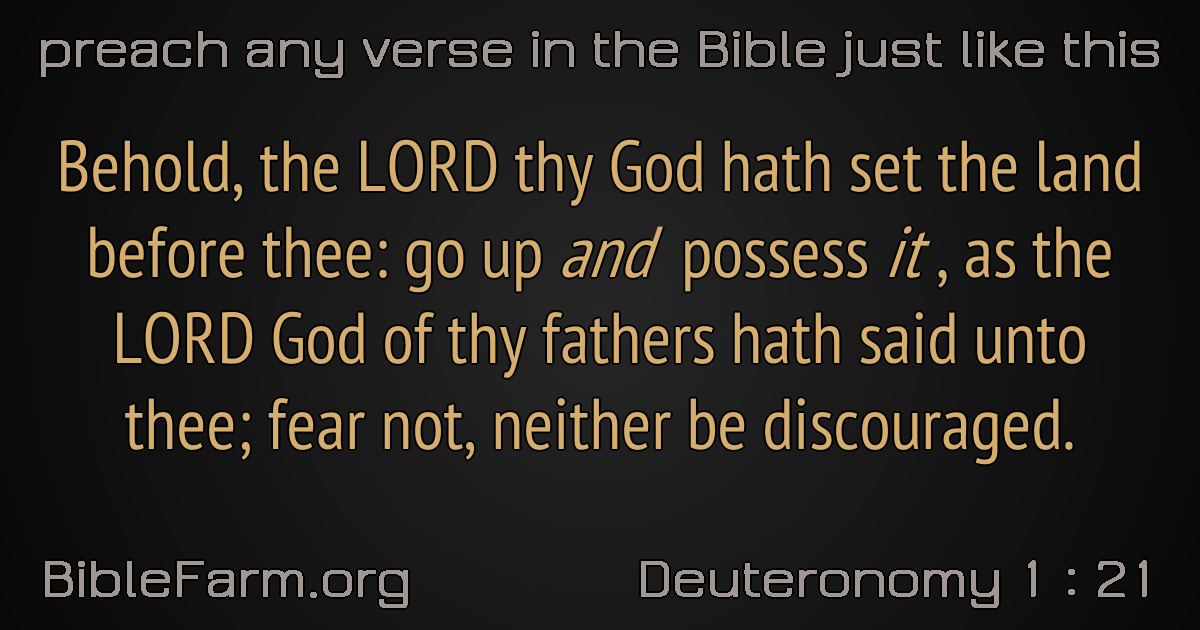 preach any verse in the Bible just like this
Behold, the LORD thy God hath set the land
before thee: go up and possess it , as the
LORD God of thy fathers hath said unto
thee; fear not, neither be discouraged.
BibleFarm.org
Deuteronomy 1 : 21